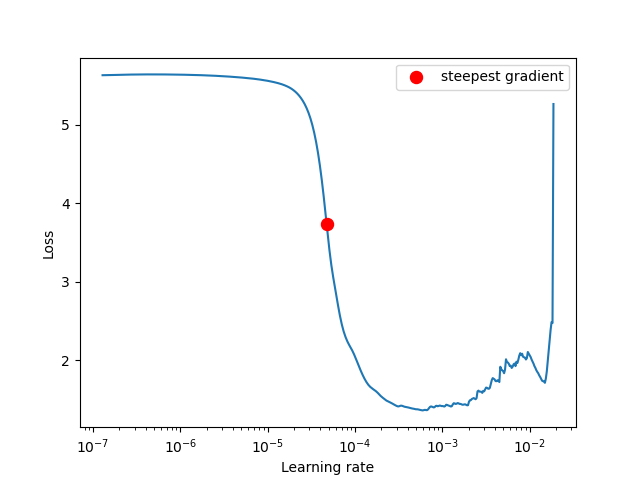 steepest gradient
5
4
3
2
Loss
10⁻⁷ 10⁻⁶ 10⁻⁵ 10⁻⁴ 10⁻³ 10⁻²
Learning rate